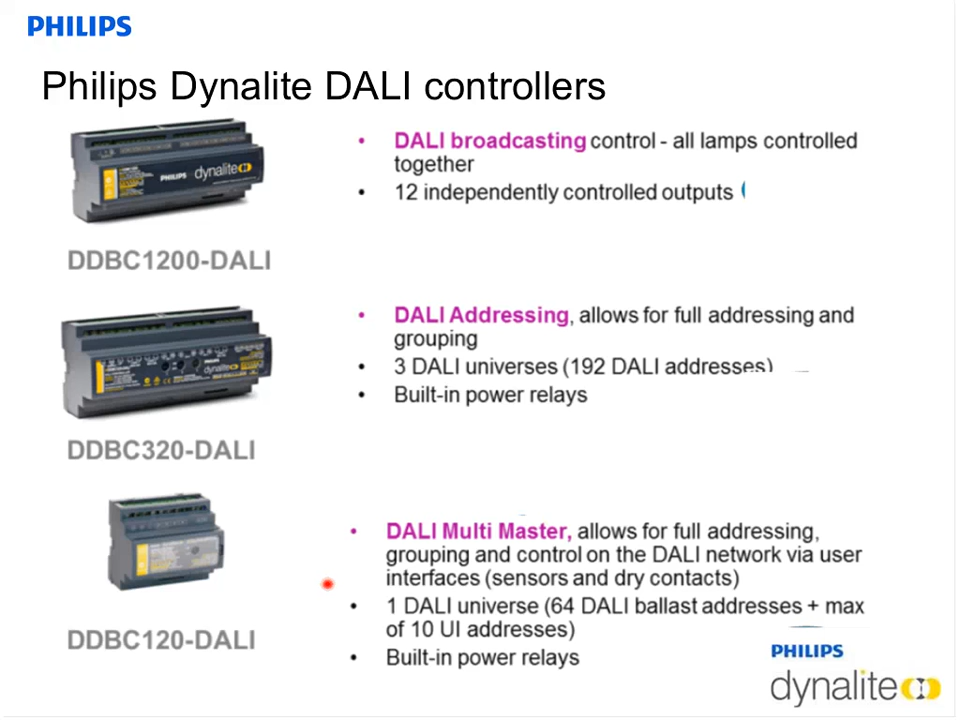 PHILIPS
Philips Dynalite DALI controllers
PHILIPS dynalite
• DALI broadcasting control - all lamps controlled
together
• 12 independently controlled outputs
DDBC1200-DALI
• DALI Addressing, allows for full addressing and
grouping
• 3 DALI universes (192 DALI addresses)
• Built-in power relays
PHILIPS
dynalite
DDBC320-DALI
• DALI Multi Master, allows for full addressing,
grouping and control on the DALI network via user
interfaces (sensors and dry contacts)
• 1 DALI universe (64 DALI ballast addresses + max
of 10 UI addresses)
• Built-in power relays
DDBC120-DALI
PHILIPS
dynalite